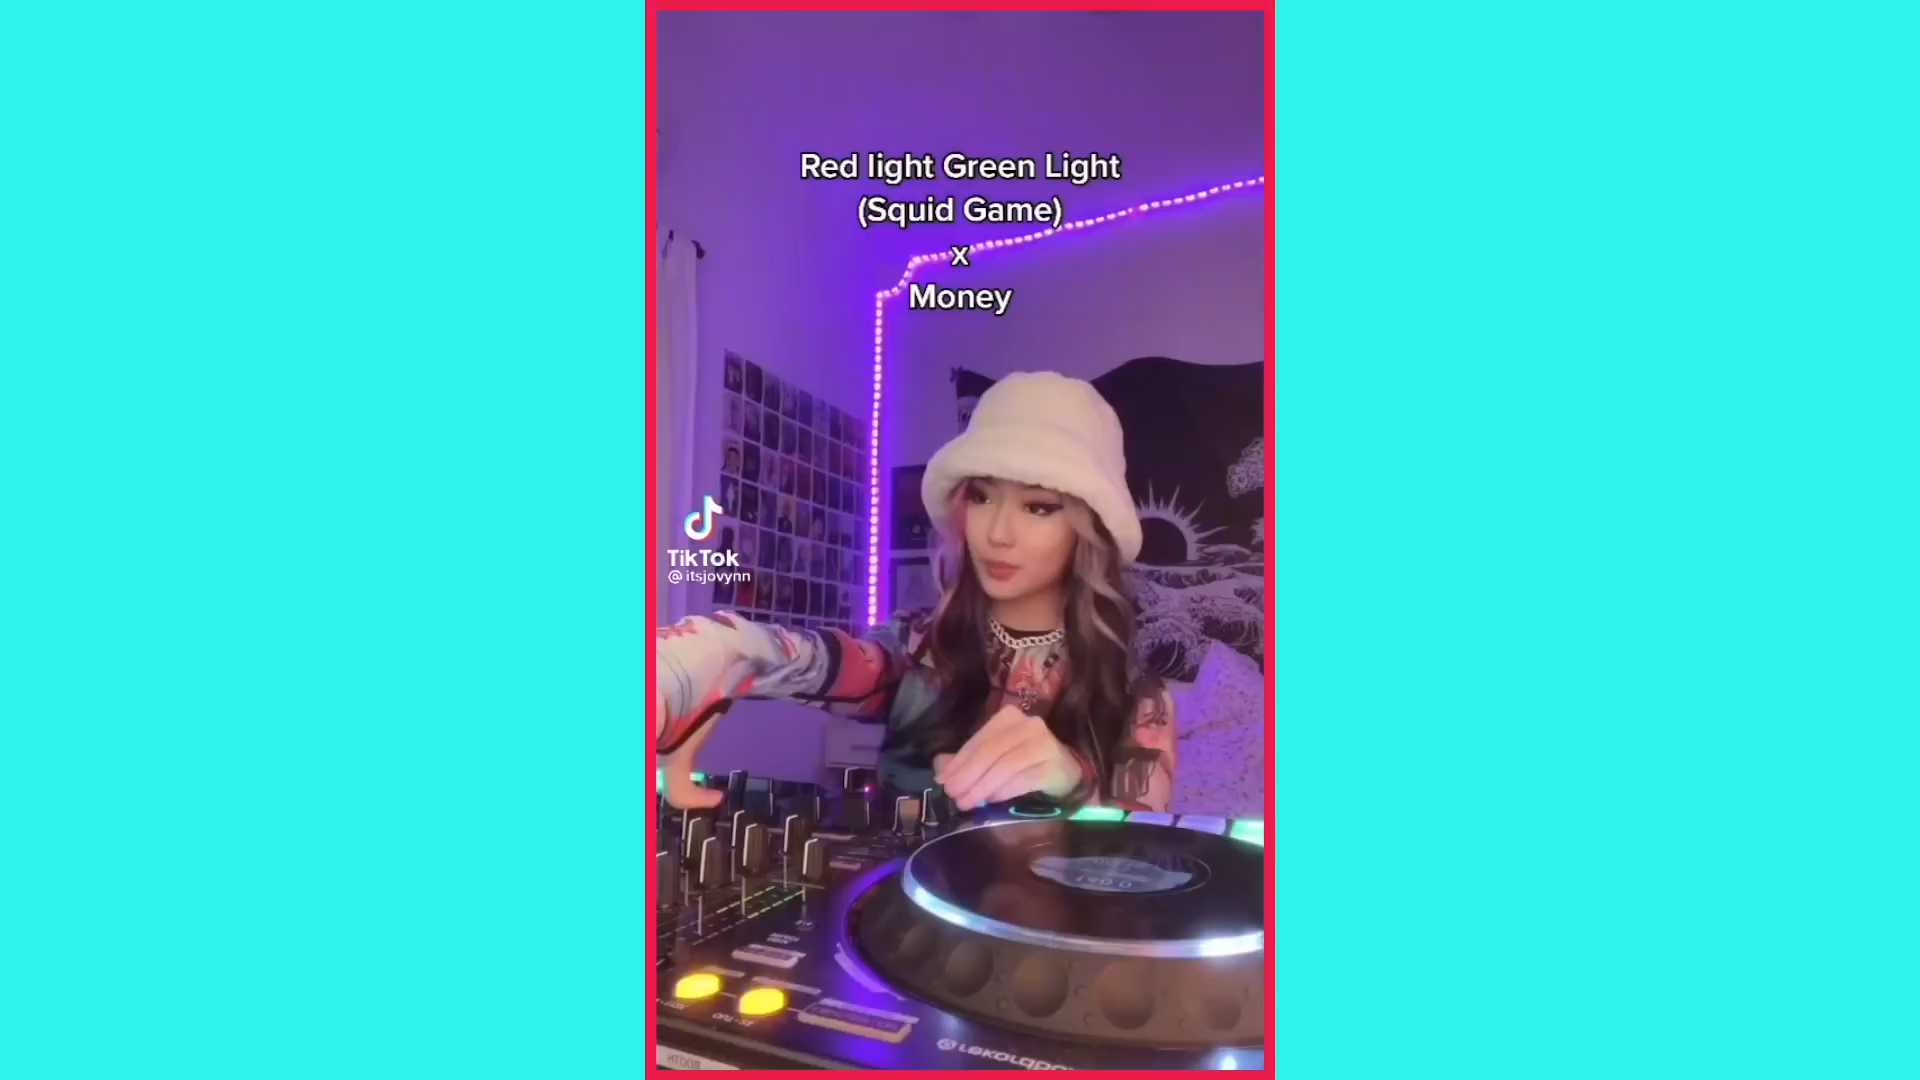 Red light Green Light
(Squid Game)
x
Money
TikTok
@itsjovynn